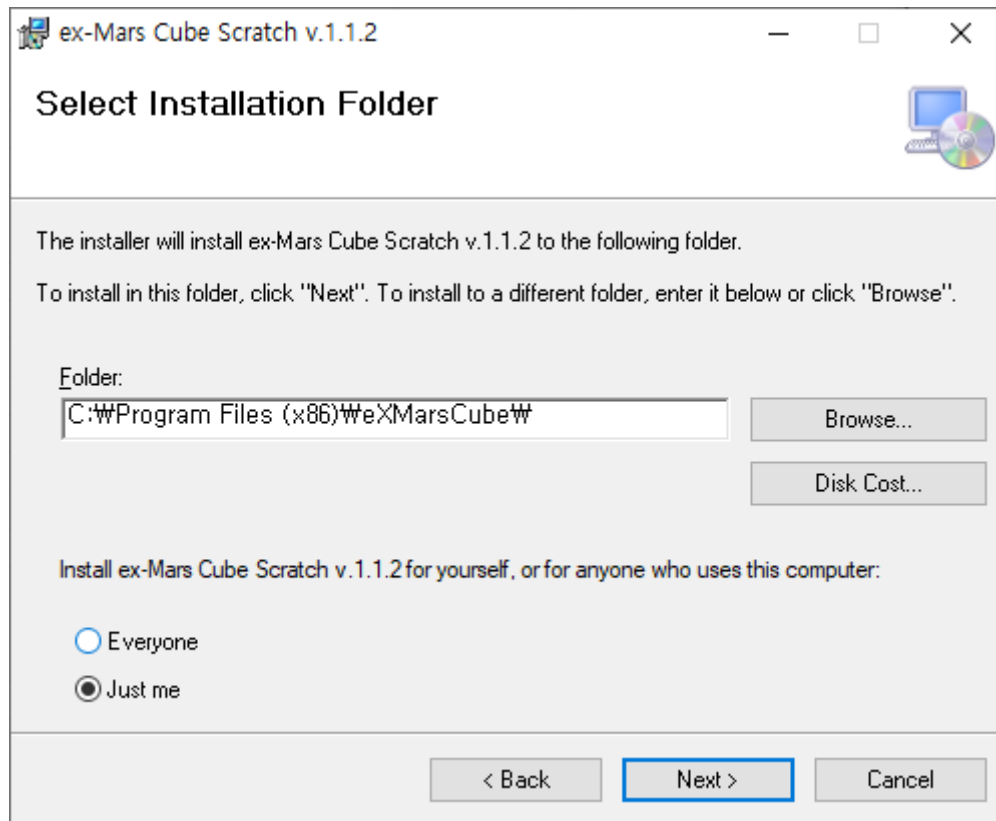 ex-Mars Cube Scratch v.1.1.2
Select Installation Folder
The installer will install ex-Mars Cube Scratch v.1.1.2 to the following folder.
To install in this folder, click "Next". To install to a different folder, enter it below or click "Browse".
Folder:
C:₩Program Files (x86)₩eXMarsCube₩
Browse...
Disk Cost...
Install ex-Mars Cube Scratch v.1.1.2 for yourself, or for anyone who uses this computer:
Everyone
Just me
< Back
Next >
Cancel